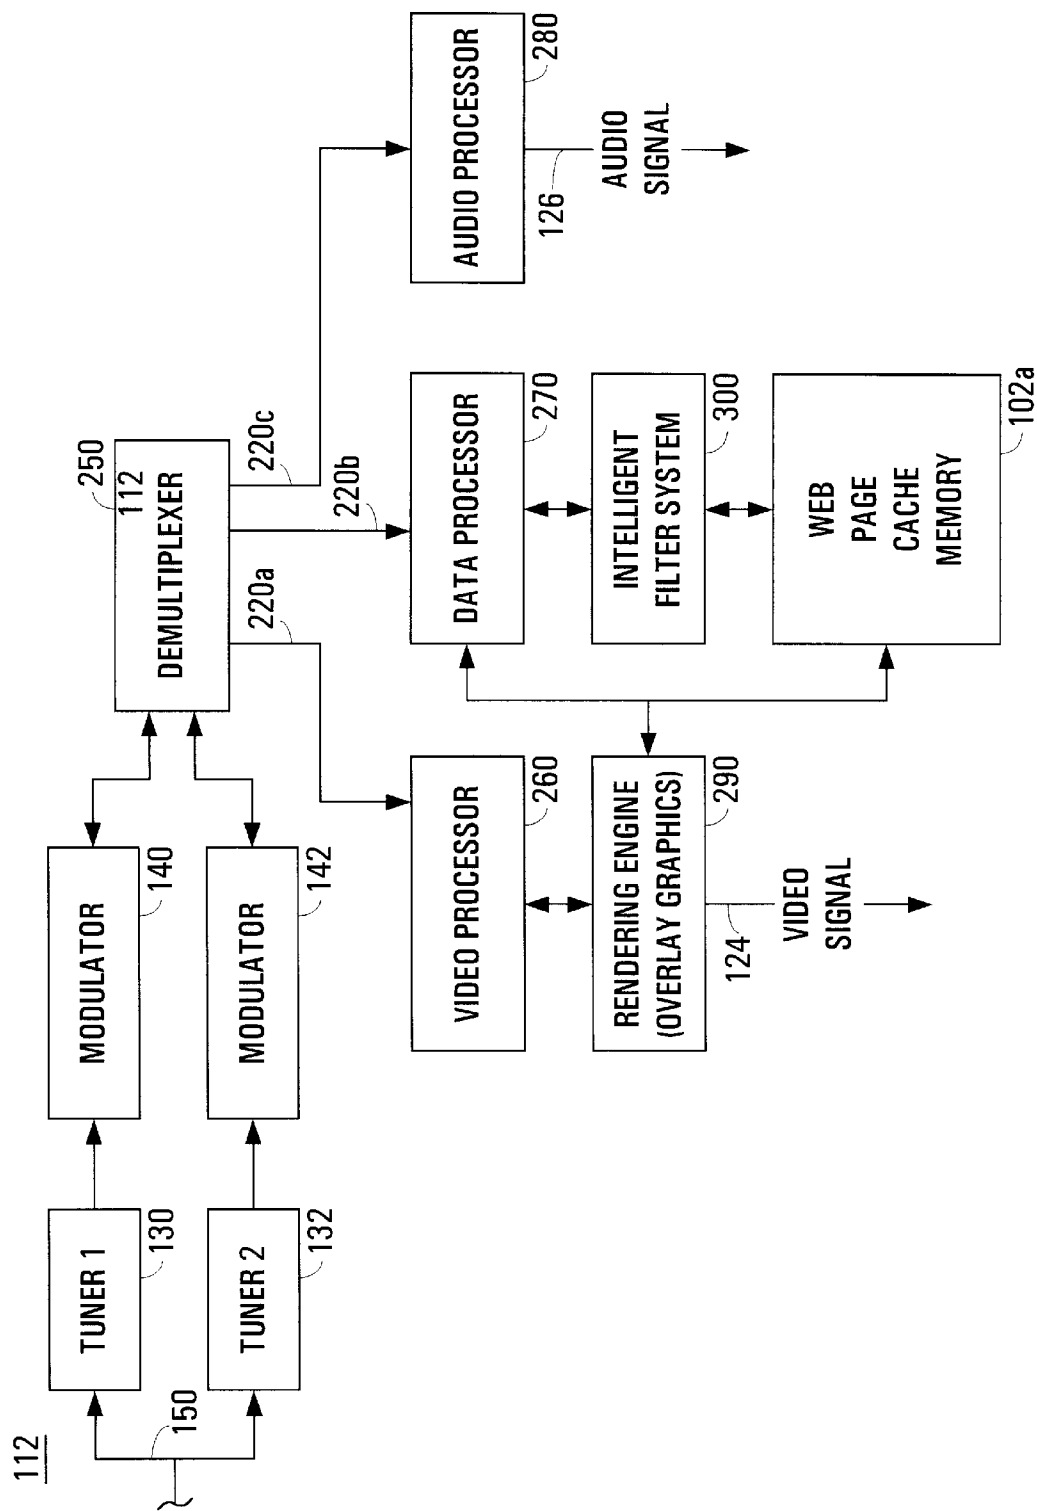 112
150
TUNER 1
130
TUNER 2
132
MODULATOR
140
MODULATOR
142
250
112
DEMULTIPLEXER
220a
220b
220c
VIDEO PROCESSOR
260
DATA PROCESSOR
270
AUDIO PROCESSOR
280
RENDERING ENGINE
(OVERLAY GRAPHICS)
290
INTELLIGENT
FILTER SYSTEM
300
126
AUDIO
SIGNAL
124
VIDEO
SIGNAL
WEB
PAGE
CACHE
MEMORY
102a